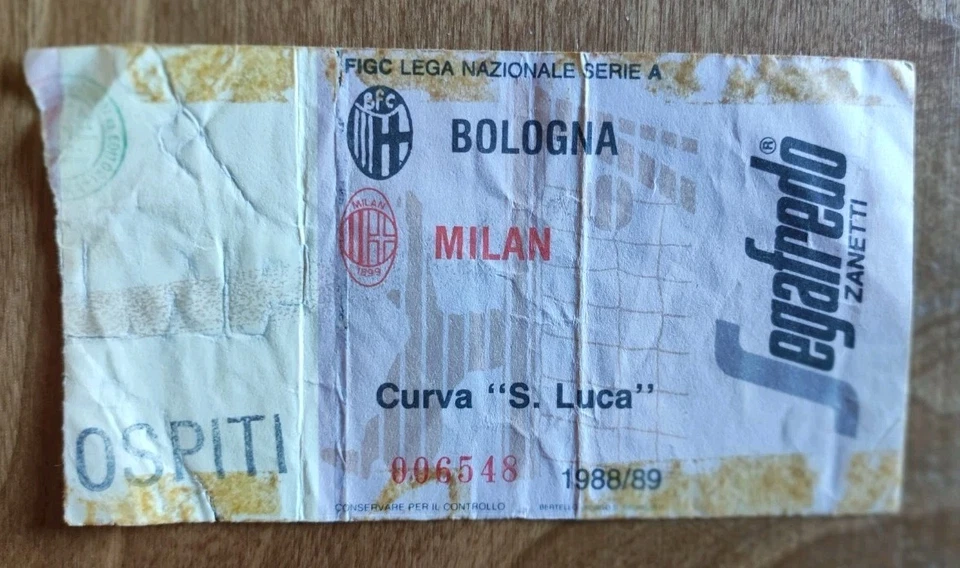 FIGC LEGA NAZIONALE SERIE A
BFC
BOLOGNA
MILAN
1899
MILAN
Segafredo®
ZANETTI
Curva “S. Luca”
OSPITI
006548
1988/89
CONSERVARE PER IL CONTROLLO